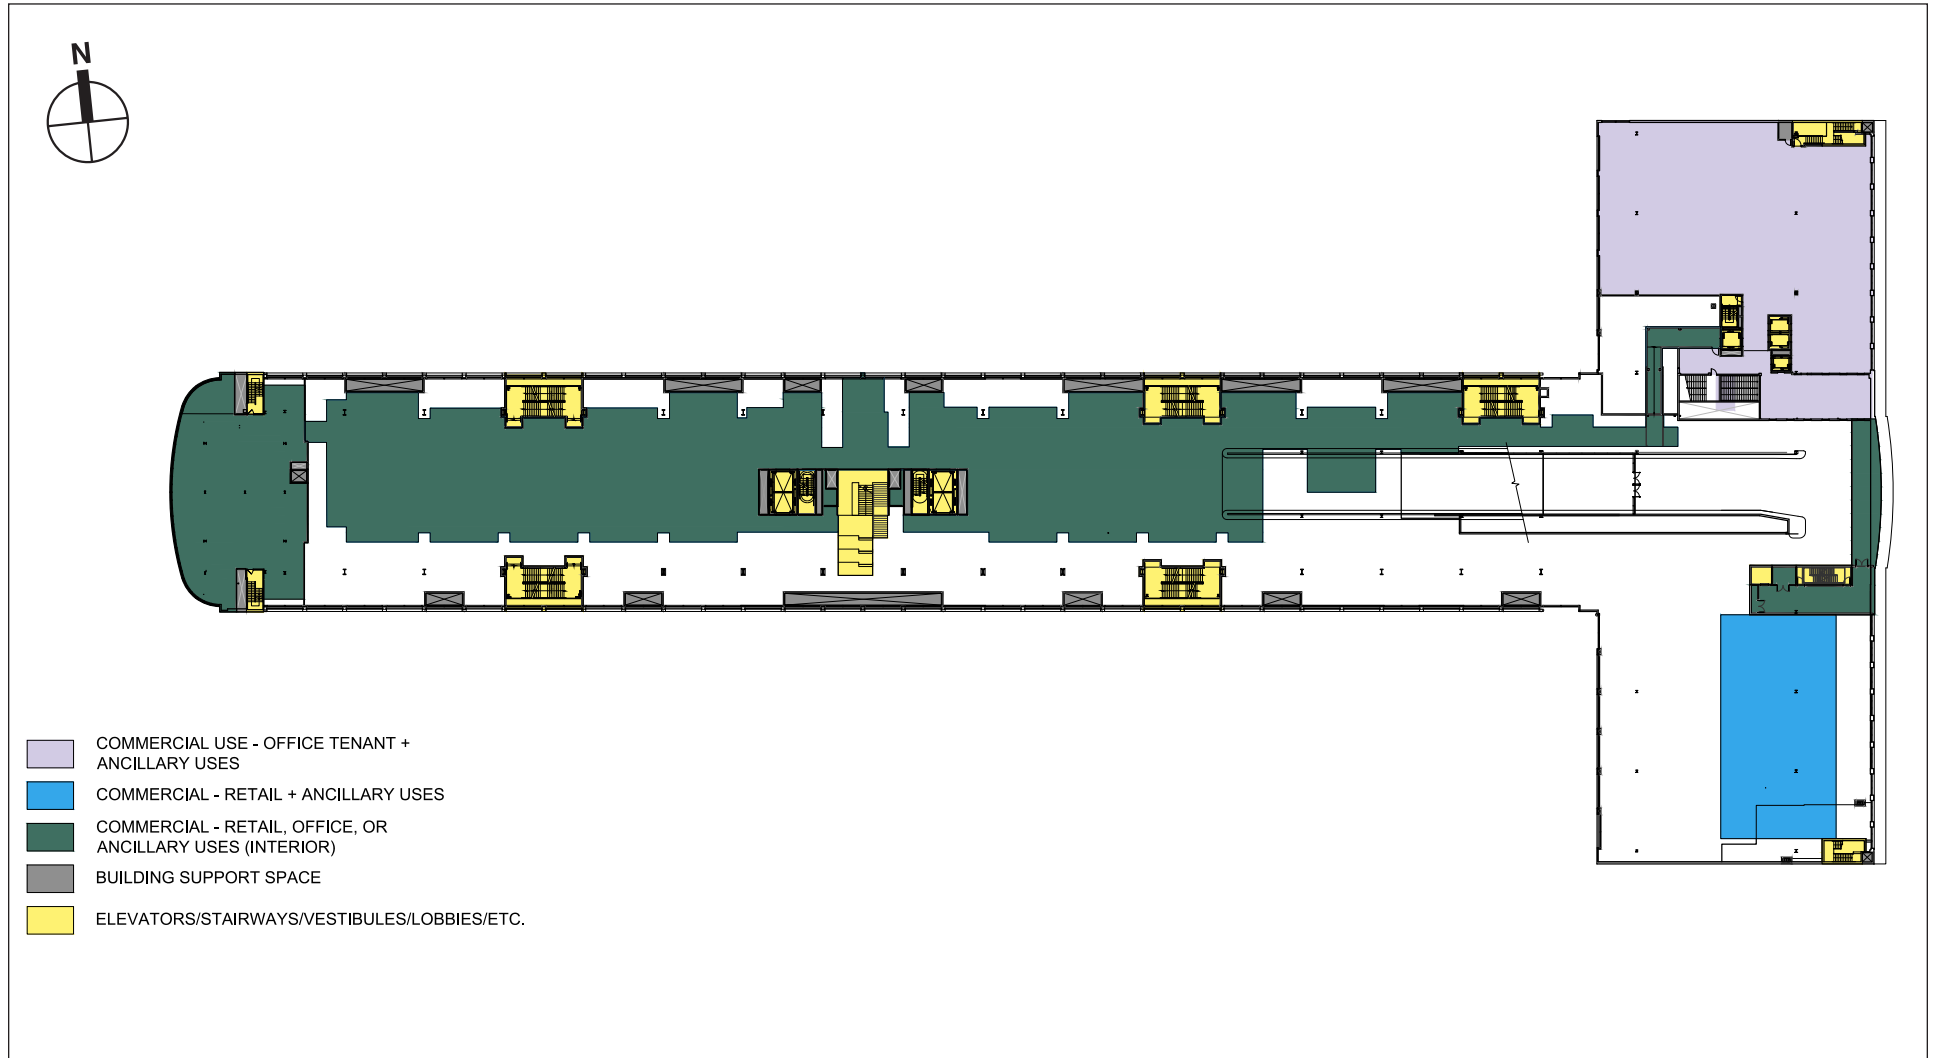 N
COMMERCIAL USE - OFFICE TENANT +
ANCILLARY USES
COMMERCIAL - RETAIL + ANCILLARY USES
COMMERCIAL - RETAIL, OFFICE, OR
ANCILLARY USES (INTERIOR)
BUILDING SUPPORT SPACE
ELEVATORS/STAIRWAYS/VESTIBULES/LOBBIES/ETC.